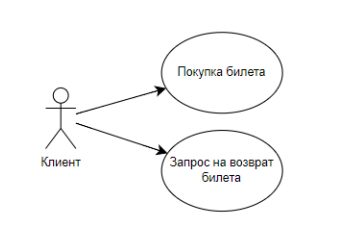 Покупка билета
Клиент
Запрос на возврат
билета